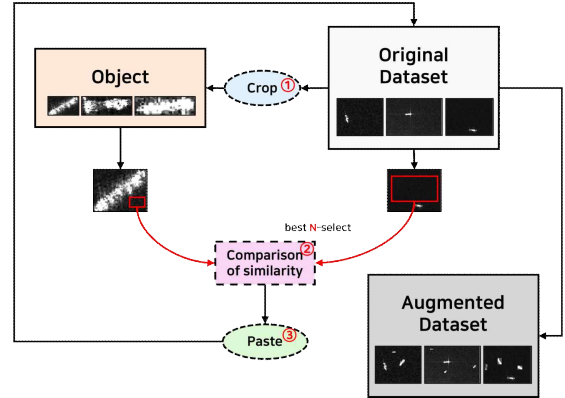 Original
Dataset
Object
Crop ①
best N-select
②
Comparison
of similarity
Paste ③
Augmented
Dataset